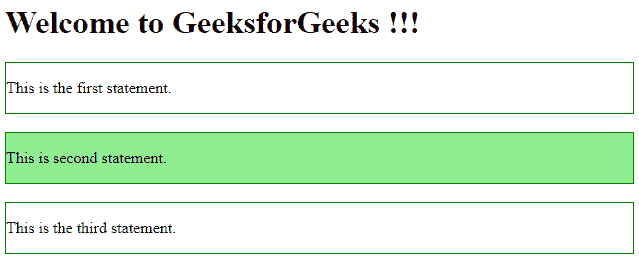 Welcome to GeeksforGeeks !!!
This is the first statement.
This is second statement.
This is the third statement.